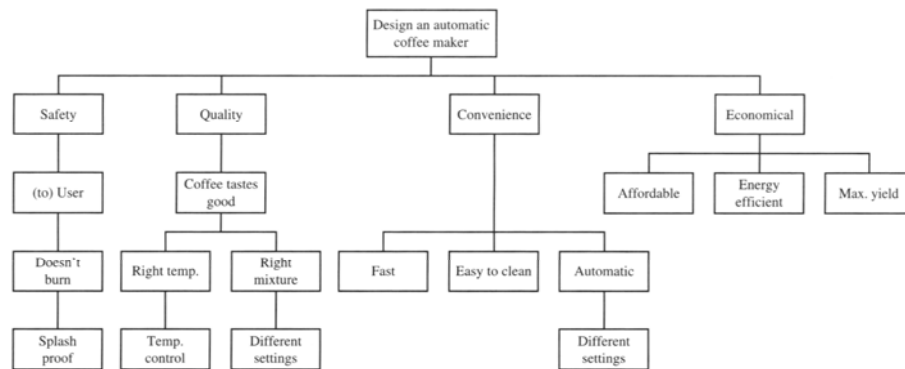 Design an automatic
coffee maker
Safety
Quality
Convenience
Economical
(to) User
Coffee tastes
good
Affordable
Energy
efficient
Max. yield
Doesn't
burn
Right temp.
Right
mixture
Fast
Easy to clean
Automatic
Splash
proof
Temp.
control
Different
settings
Different
settings